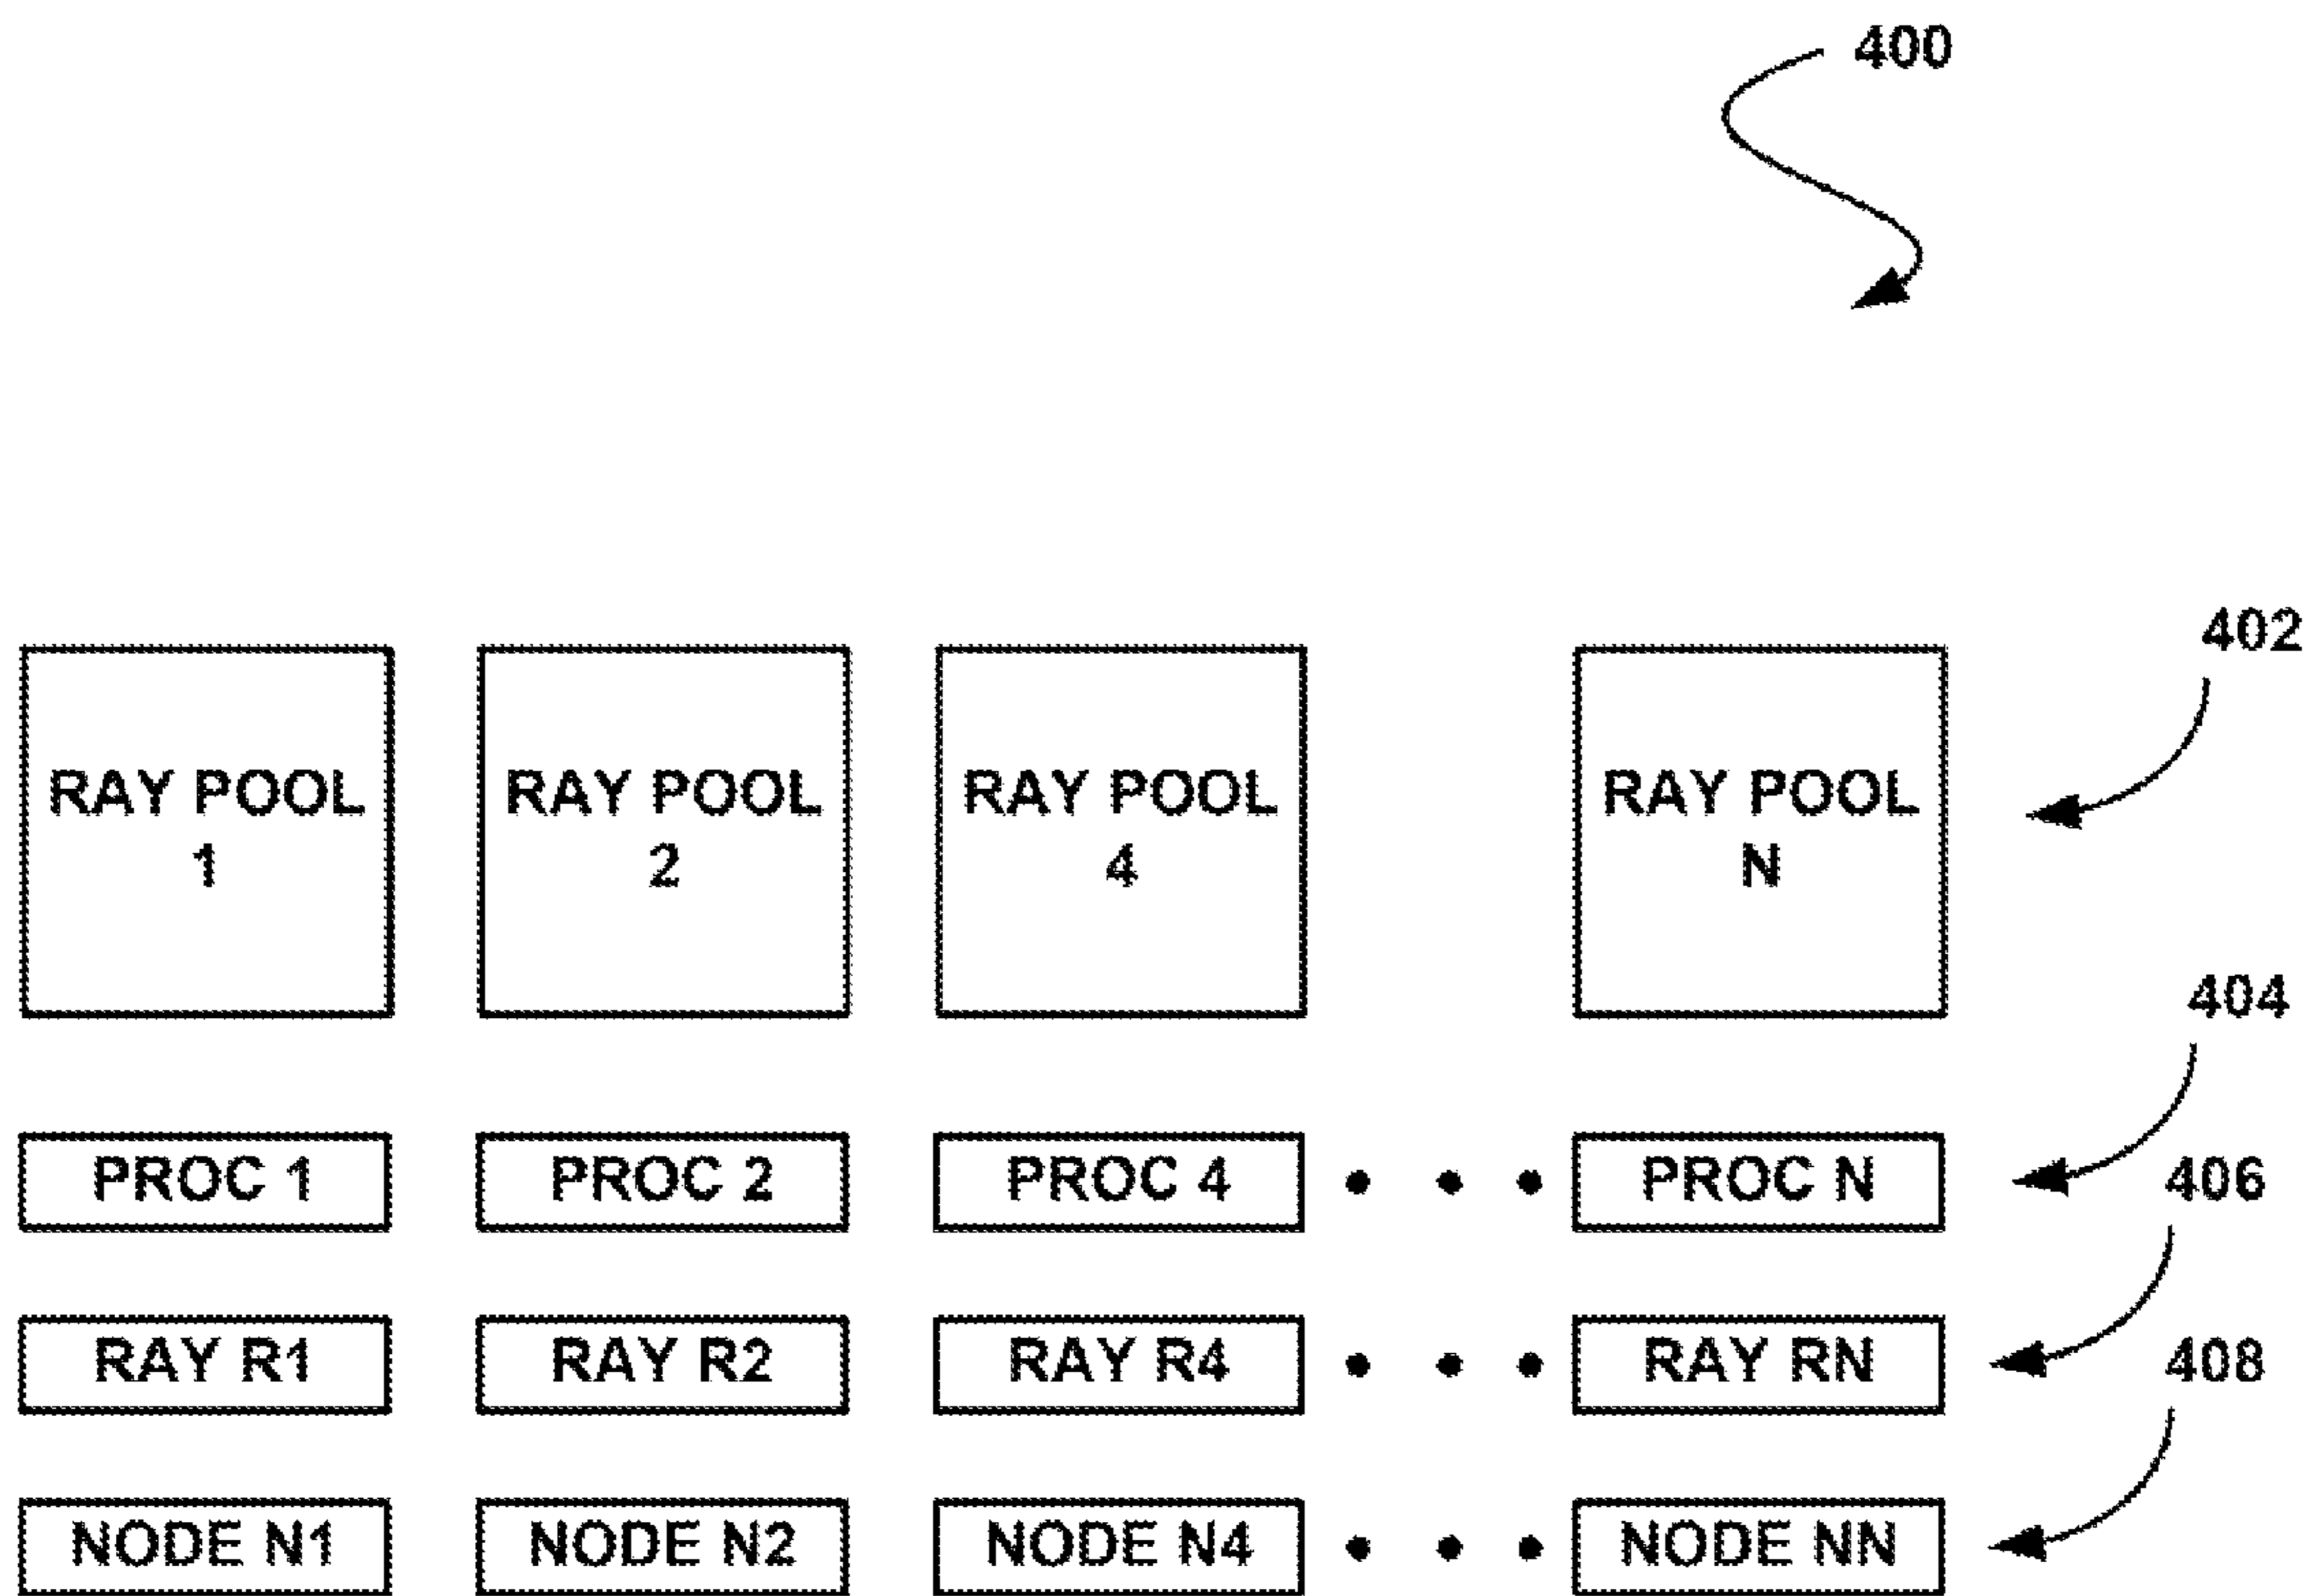 400
402
RAY POOL
1
RAY POOL
2
RAY POOL
4
RAY POOL
N
404
PROC 1
PROC 2
PROC 4
PROC N
406
RAY R1
RAY R2
RAY R4
RAY RN
408
NODE N1
NODE N2
NODE N4
NODE NN